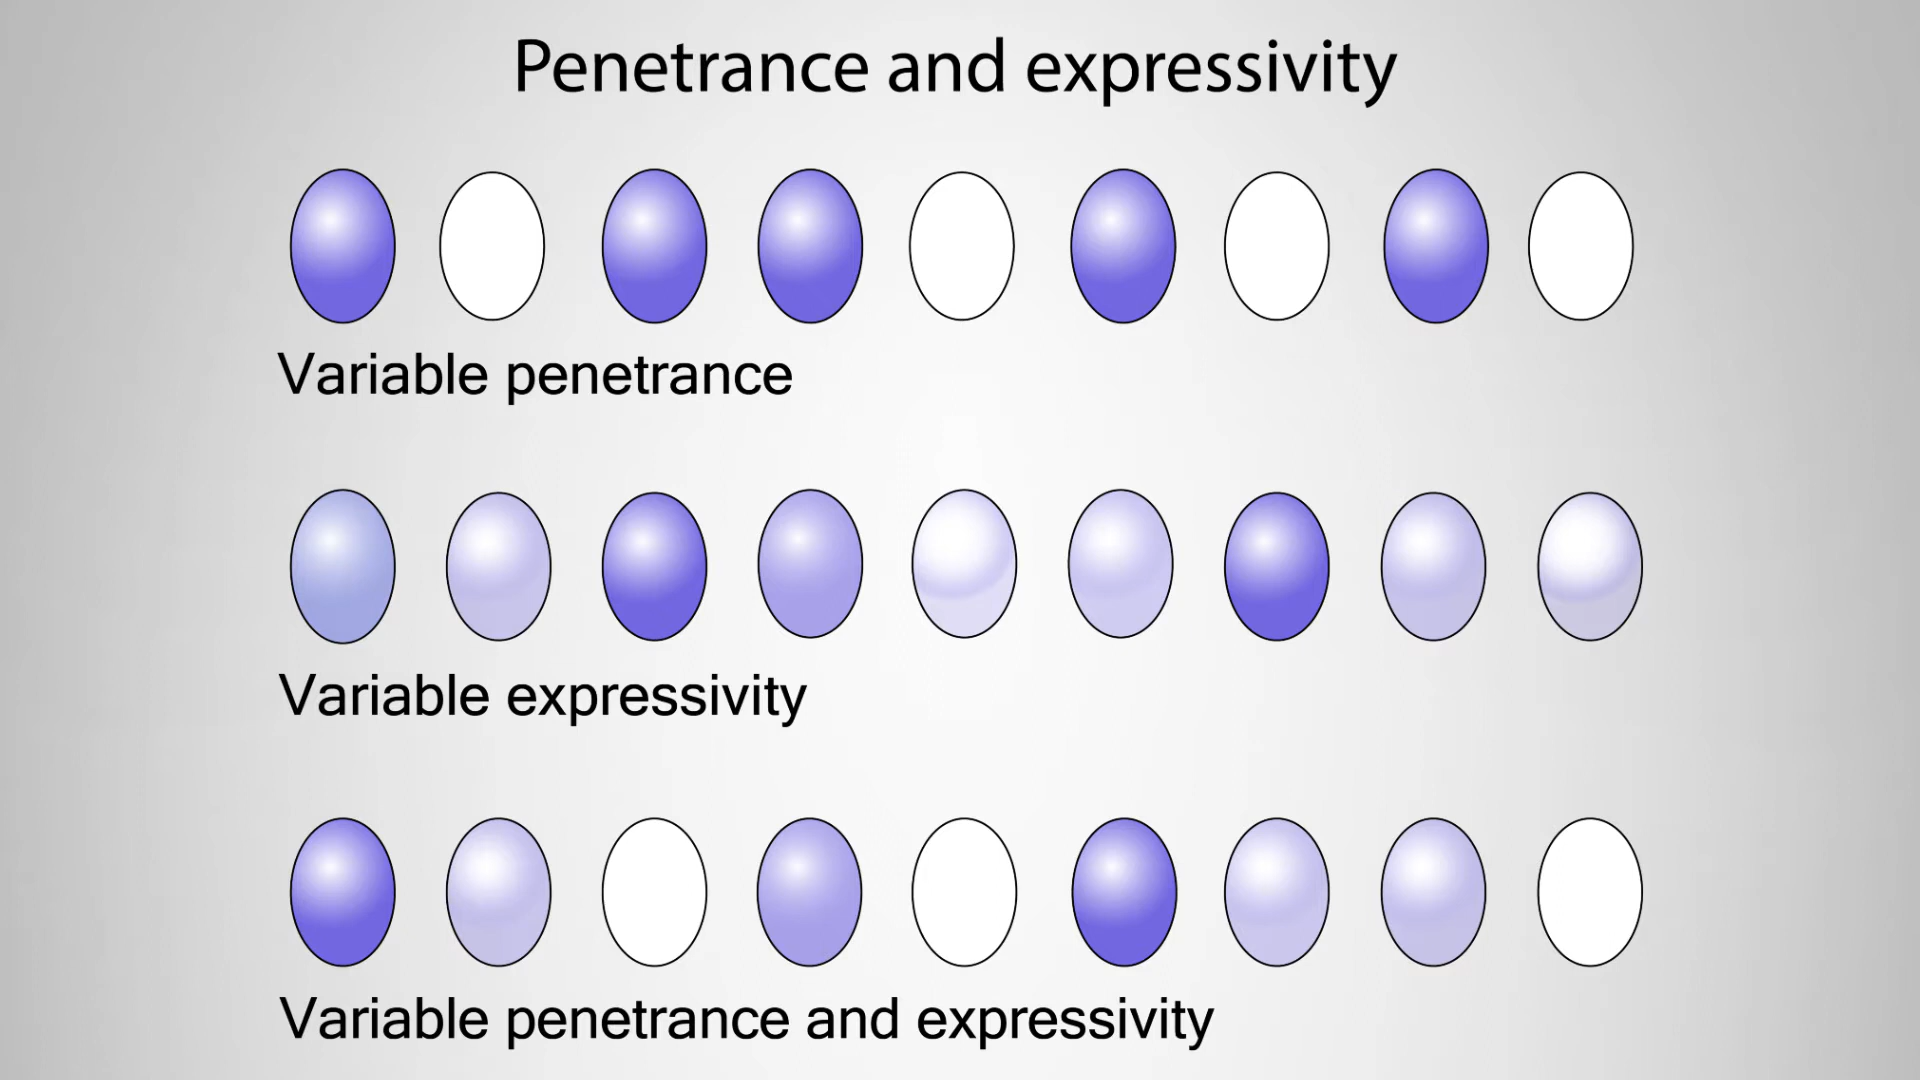 Penetrance and expressivity
Variable penetrance
Variable expressivity
Variable penetrance and expressivity